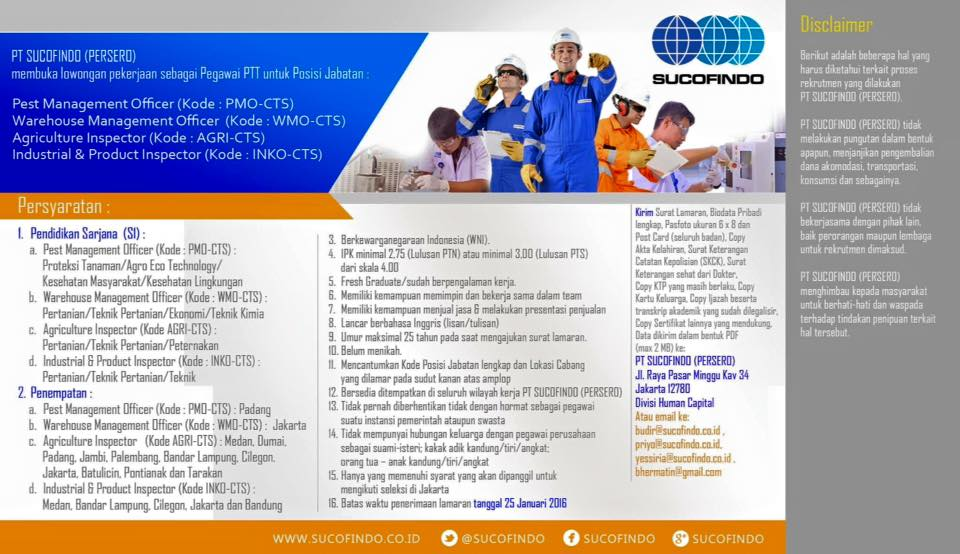 PT SUCOFINDO (PERSERO)
membuka lowongan pekerjaan sebagai Pegawai PTT untuk Posisi Jabatan :
Pest Management Officer (Kode : PMO-CTS)
Warehouse Management Officer (Kode : WMO-CTS)
Agriculture Inspector (Kode : AGRI-CTS)
Industrial & Product Inspector (Kode : INKO-CTS)
SUCOFINDO
Persyaratan :
1. Pendidikan Sarjana (S1) :
a. Pest Management Officer (Kode : PMO-CTS) :
Proteksi Tanaman/Agro Eco Technology/
Kesehatan Masyarakat/Kesehatan Lingkungan
b. Warehouse Management Officer (Kode : WMO-CTS) :
Pertanian/Teknik Pertanian/Ekonomi/Teknik Kimia
c. Agriculture Inspector (Kode AGRI-CTS) :
Pertanian/Teknik Pertanian/Peternakan
d. Industrial & Product Inspector (Kode : INKO-CTS) :
Pertanian/Teknik Pertanian/Teknik
2. Penempatan :
a. Pest Management Officer (Kode : PMO-CTS) : Padang
b. Warehouse Management Officer (Kode : WMO-CTS) : Jakarta
c. Agriculture Inspector (Kode AGRI-CTS) : Medan, Dumai,
Padang, Jambi, Palembang, Bandar Lampung, Cilegon,
Jakarta, Batulicin, Pontianak dan Tarakan
d. Industrial & Product Inspector (Kode INKO-CTS) :
Medan, Bandar Lampung, Cilegon, Jakarta dan Bandung
3. Berkewarganegaraan Indonesia (WNI).
4. IPK minimal 2,75 (Lulusan PTN) atau minimal 3.00 (Lulusan PTS)
dari skala 4.00
5. Fresh Graduate/sudah berpengalaman kerja.
6. Memiliki kemampuan memimpin dan bekerja sama dalam team
7. Memiliki kemampuan menjual jasa & melakukan presentasi penjualan
8. Lancar berbahasa Inggris (lisan/tulisan)
9. Umur maksimal 25 tahun pada saat mengajukan surat lamaran.
10. Belum menikah.
11. Mencantumkan Kode Posisi Jabatan lengkap dan Lokasi Cabang
yang dilamar pada sudut kanan atas amplop
12. Bersedia ditempatkan di seluruh wilayah kerja PT SUCOFINDO (PERSERO)
13. Tidak pernah diberhentikan tidak dengan hormat sebagai pegawai
suatu instansi pemerintah ataupun swasta
14. Tidak mempunyai hubungan keluarga dengan pegawai perusahaan
sebagai suami-isteri; kakak adik kandung/tiri/angkat;
orang tua – anak kandung/tiri/angkat
15. Hanya yang memenuhi syarat yang akan dipanggil untuk
mengikuti seleksi di Jakarta
16. Batas waktu penerimaan lamaran tanggal 25 Januari 2016
Kirim Surat Lamaran, Biodata Pribadi
lengkap, Pasfoto ukuran 6 x 8 dan
Post Card (seluruh badan), Copy
Akta Kelahiran, Surat Keterangan
Catatan Kepolisian (SKCK), Surat
Keterangan sehat dari Dokter,
Copy KTP yang masih berlaku, Copy
Kartu Keluarga, Copy Ijazah beserta
transkrip akademik yang sudah dilegalisir,
Copy Sertifikat lainnya yang mendukung,
Data dikirim dalam bentuk PDF
(max 2 MB) ke:
PT SUCOFINDO (PERSERO)
Jl. Raya Pasar Minggu Kav 34
Jakarta 12780
Divisi Human Capital
Atau email ke:
budir@sucofindo.co.id ,
priyo@sucofindo.co.id,
yessiria@sucofindo.co.id ,
bhermatin@gmail.com
WWW.SUCOFINDO.CO.ID @SUCOFINDO SUCOFINDO SUCOFINDO
Disclaimer
Berikut adalah beberapa hal yang
harus diketahui terkait proses
rekrutmen yang dilakukan
PT SUCOFINDO (PERSERO).
PT SUCOFINDO (PERSERO) tidak
melakukan pungutan dalam bentuk
apapun, menjanjikan pengembalian
dana akomodasi, transportasi,
konsumsi dan sebagainya.
PT SUCOFINDO (PERSERO) tidak
bekerjasama dengan pihak lain,
baik perorangan maupun lembaga
untuk rekrutmen dimaksud.
PT SUCOFINDO (PERSERO)
menghimbau kepada masyarakat
untuk berhati-hati dan waspada
terhadap tindakan penipuan terkait
hal tersebut.